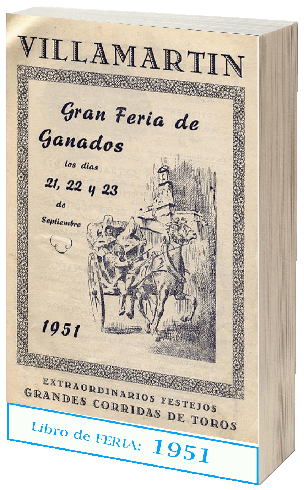 VILLAMARTIN
Gran Feria de
Ganados
los días
21, 22 y 23
de
Septiembre
1951
EXTRAORDINARIOS FESTEJOS
GRANDES CORRIDAS DE TOROS
Libro de FERIA: 1951